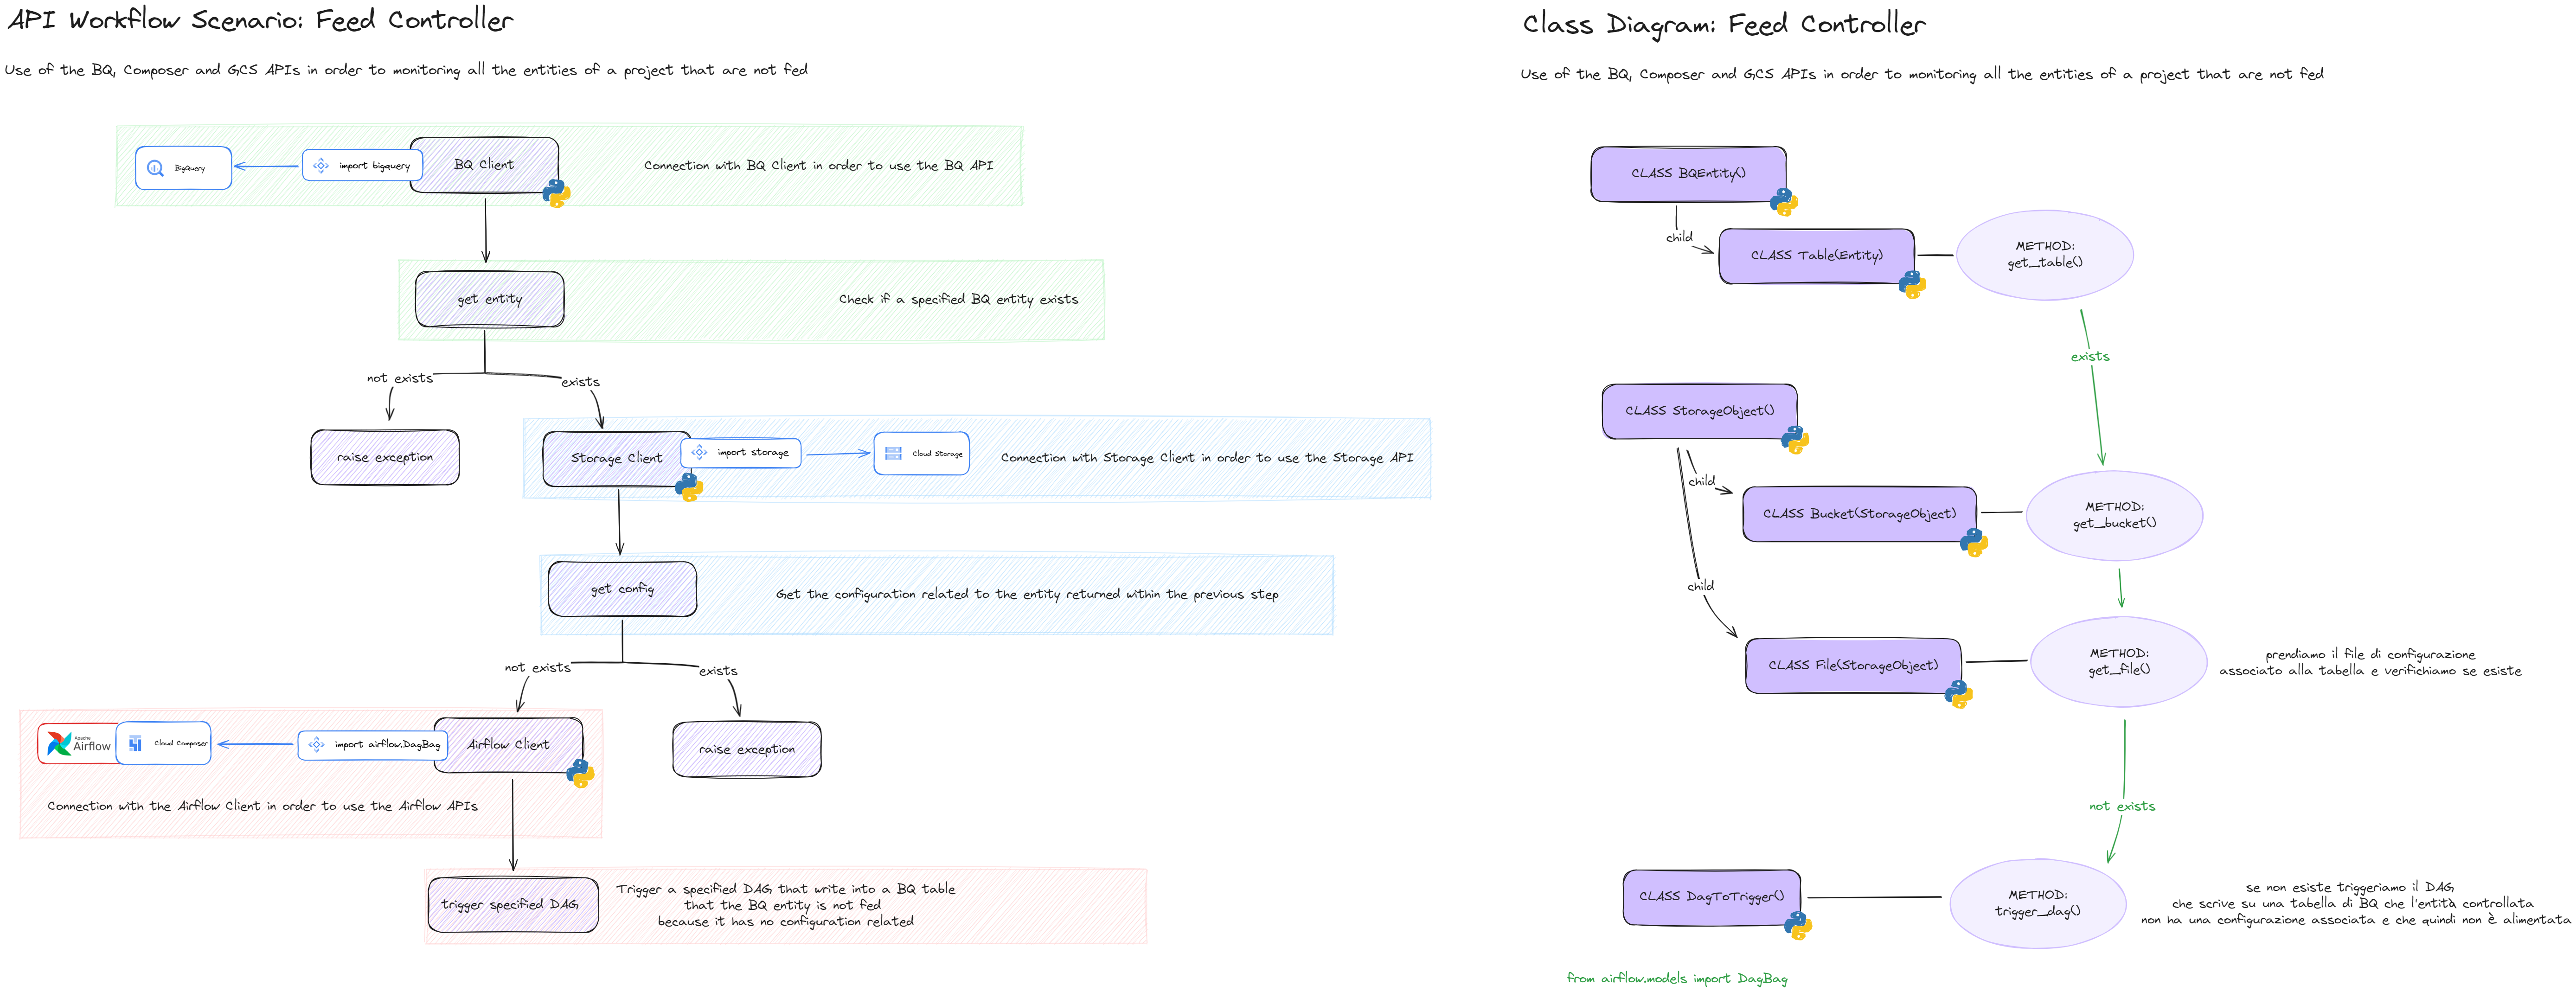 API Workflow Scenario: Feed Controller
Use of the BQ, Composer and GCS APIs in order to monitoring all the entities of a project that are not fed
BigQuery
import bigquery
BQ Client
Connection with BQ Client in order to use the BQ API
get entity
Check if a specified BQ entity exists
not exists
exists
raise exception
Storage Client
import storage
Cloud Storage
Connection with Storage Client in order to use the Storage API
get config
Get the configuration related to the entity returned within the previous step
not exists
exists
Apache
Airflow
Cloud Composer
import airflow.DagBag
Airflow Client
raise exception
Connection with the Airflow Client in order to use the Airflow APIs
trigger specified DAG
Trigger a specified DAG that write into a BQ table
that the BQ entity is not fed
because it has no configuration related
Class Diagram: Feed Controller
Use of the BQ, Composer and GCS APIs in order to monitoring all the entities of a project that are not fed
CLASS BQEntity()
child
CLASS Table(Entity)
METHOD:
get_table()
exists
CLASS StorageObject()
child
CLASS Bucket(StorageObject)
METHOD:
get_bucket()
child
CLASS File(StorageObject)
METHOD:
get_file()
prendiamo il file di configurazione
associato alla tabella e verifichiamo se esiste
not exists
CLASS DagToTrigger()
METHOD:
trigger_dag()
se non esiste triggeriamo il DAG
che scrive su una tabella di BQ che l'entità controllata
non ha una configurazione associata e che quindi non è alimentata
from airflow.models import DagBag